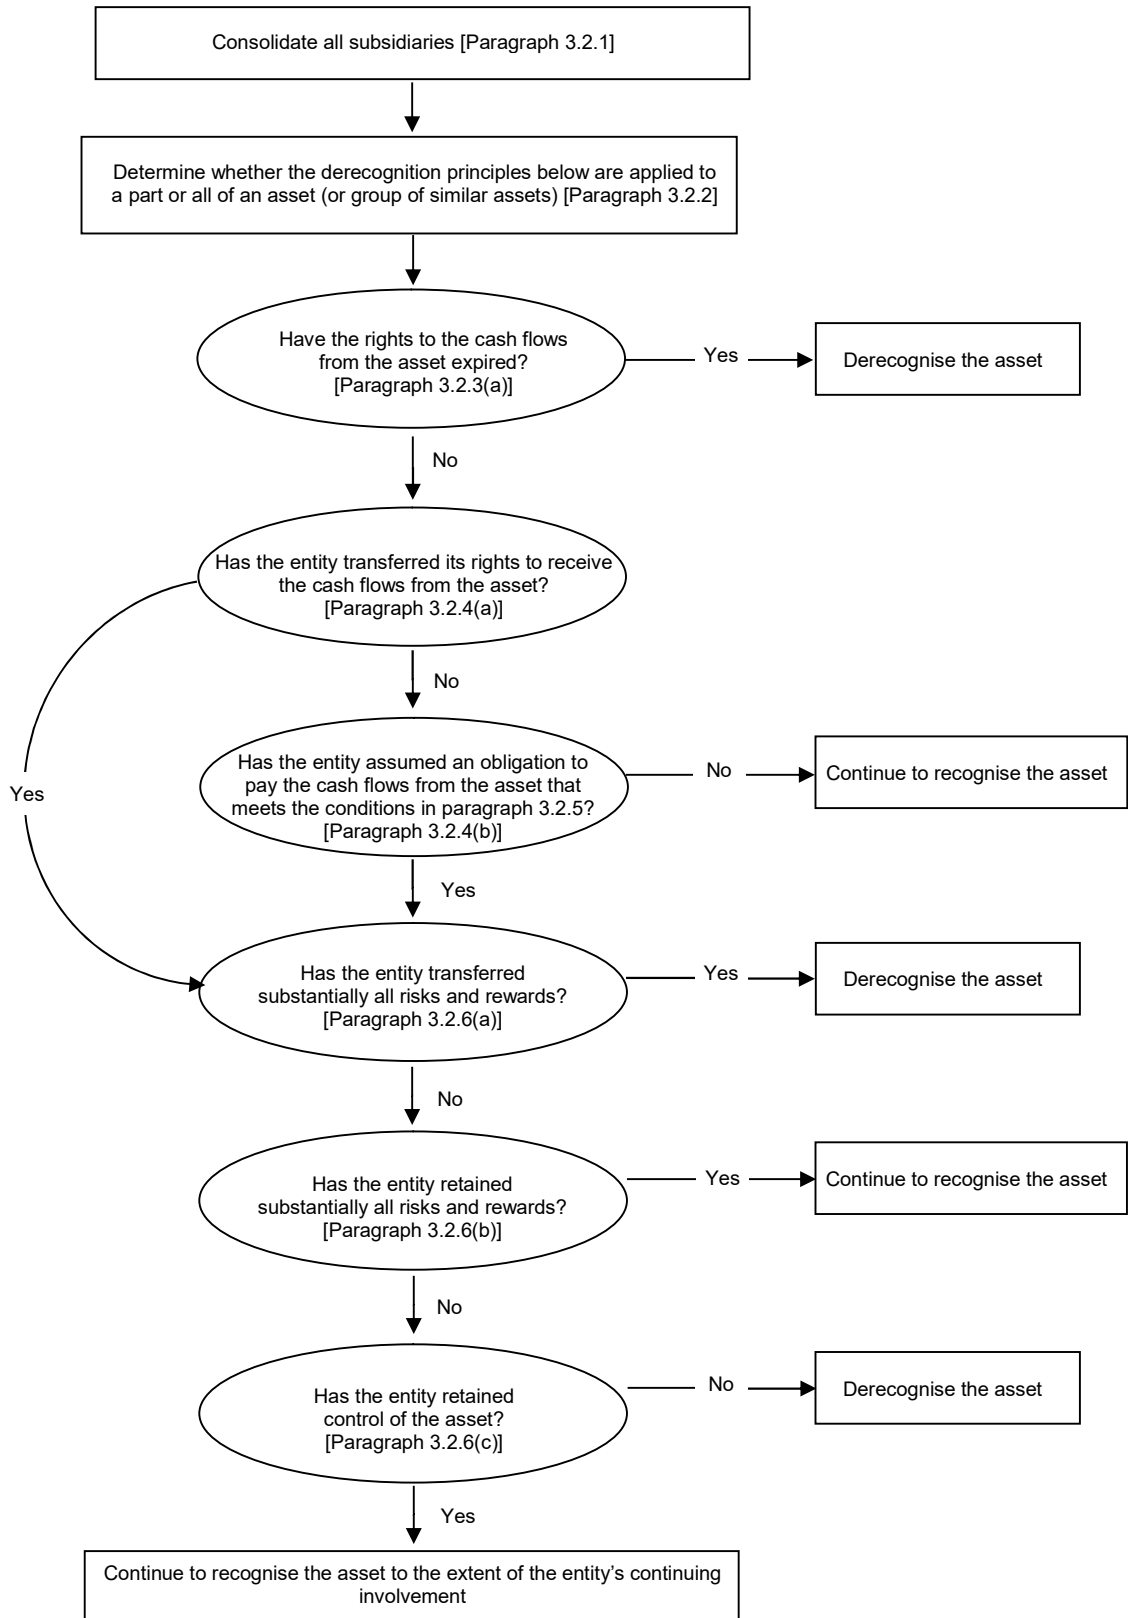 Consolidate all subsidiaries [Paragraph 3.2.1]
Determine whether the derecognition principles below are applied to
a part or all of an asset (or group of similar assets) [Paragraph 3.2.2]
Have the rights to the cash flows
from the asset expired?
[Paragraph 3.2.3(a)]
Yes
Derecognise the asset
No
Has the entity transferred its rights to receive
the cash flows from the asset?
[Paragraph 3.2.4(a)]
No
Has the entity assumed an obligation to
pay the cash flows from the asset that
meets the conditions in paragraph 3.2.5?
[Paragraph 3.2.4(b)]
No
Continue to recognise the asset
Yes
Yes
Has the entity transferred
substantially all risks and rewards?
[Paragraph 3.2.6(a)]
Yes
Derecognise the asset
No
Has the entity retained
substantially all risks and rewards?
[Paragraph 3.2.6(b)]
Yes
Continue to recognise the asset
No
Has the entity retained
control of the asset?
[Paragraph 3.2.6(c)]
No
Derecognise the asset
Yes
Continue to recognise the asset to the extent of the entity’s continuing
involvement